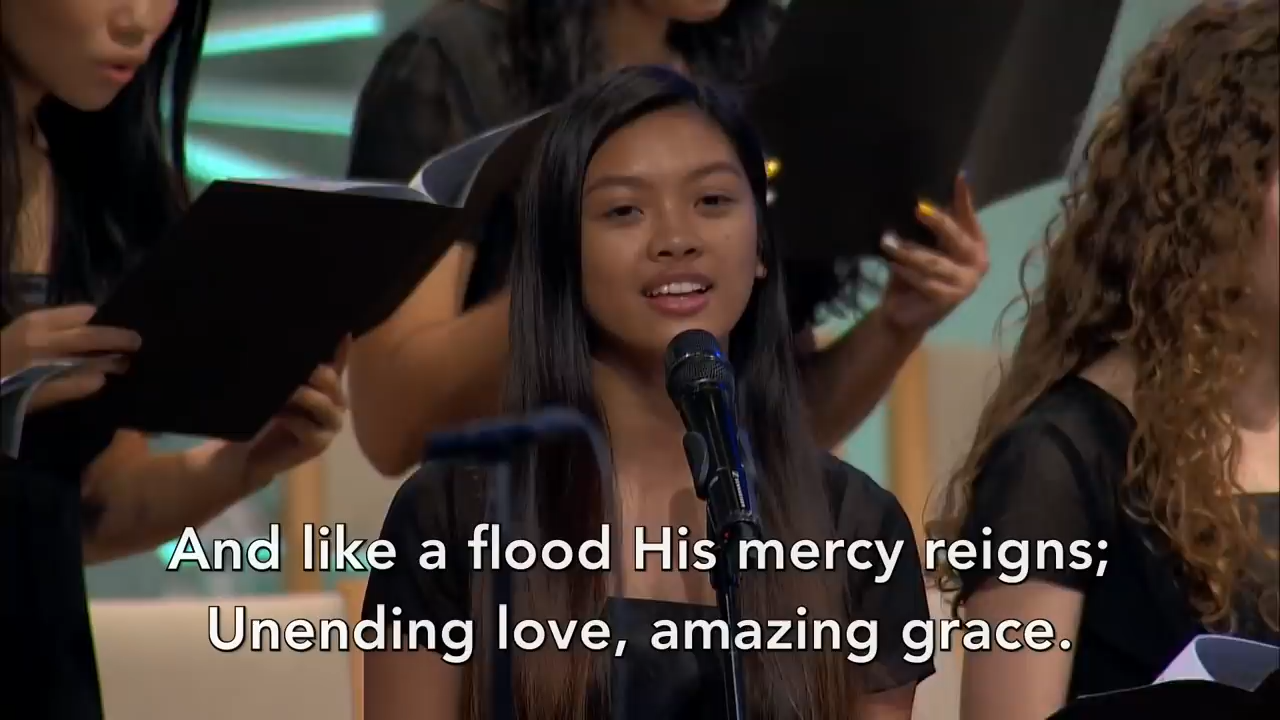 And like a flood His mercy reigns;
Unending love, amazing grace.